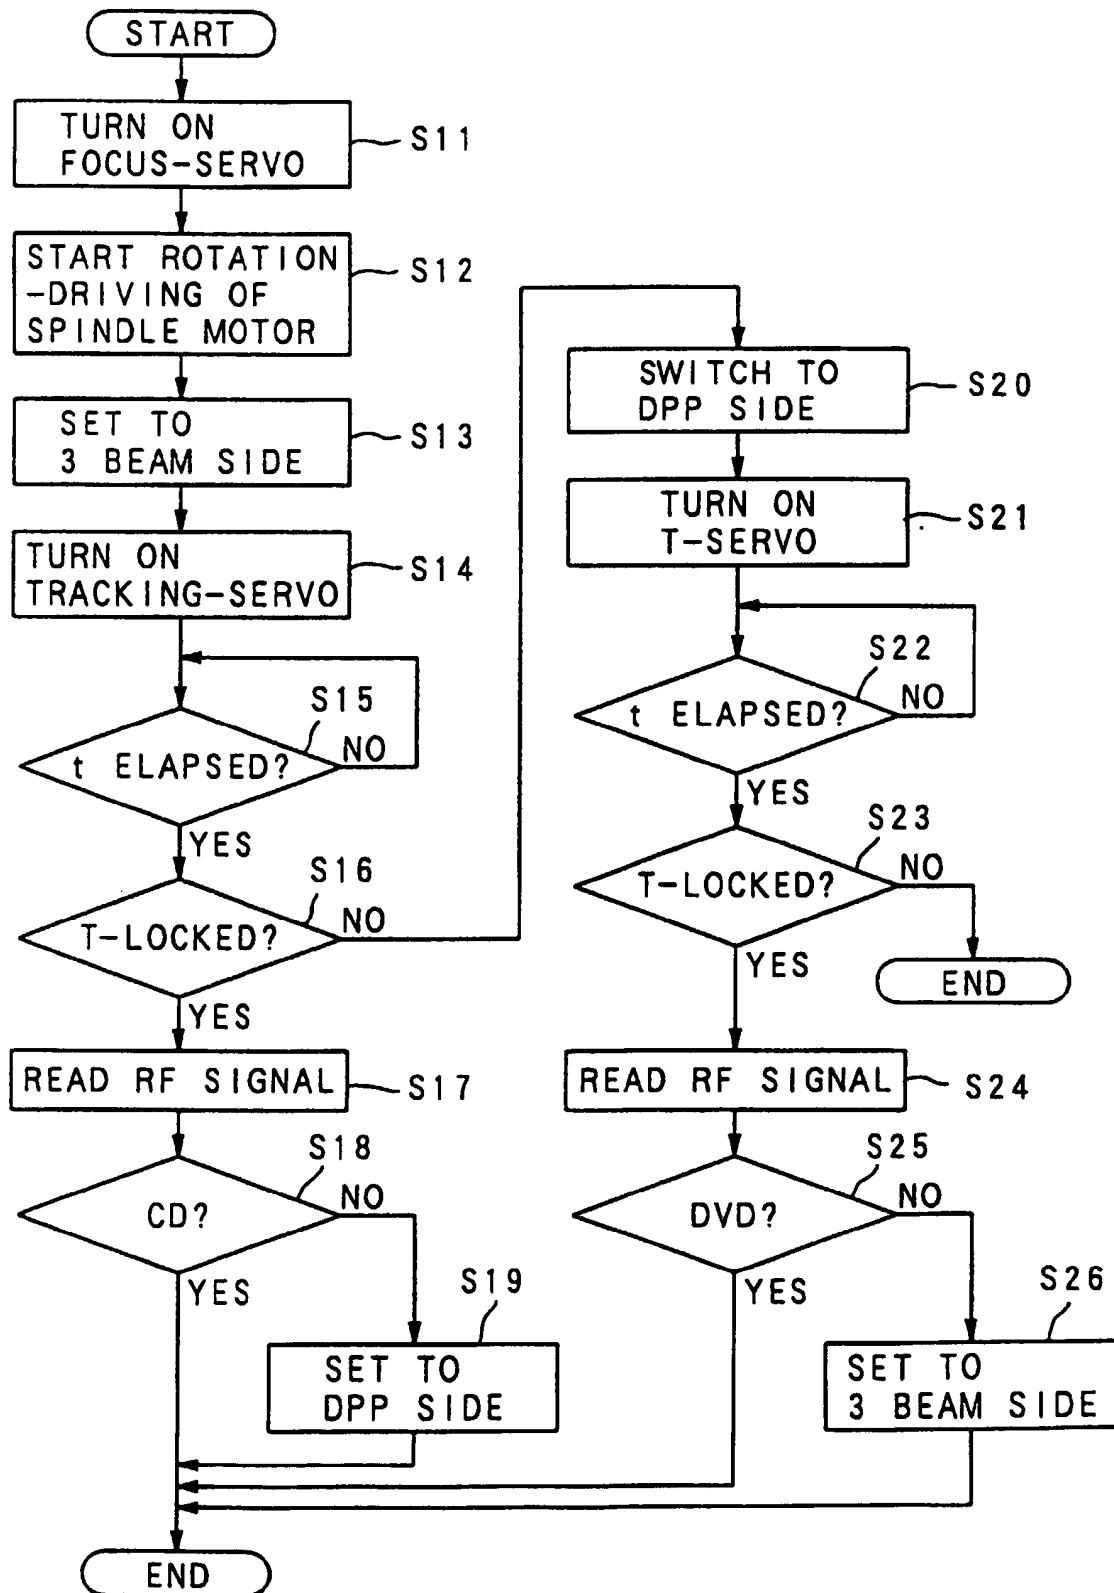 START
TURN ON
FOCUS-SERVO
S11
START ROTATION
-DRIVING OF
SPINDLE MOTOR
S12
SET TO
3 BEAM SIDE
S13
TURN ON
TRACKING-SERVO
S14
S15
t ELAPSED?
NO
YES
S16
T-LOCKED?
NO
YES
READ RF SIGNAL
S17
S18
CD?
NO
YES
S19
SET TO
DPP SIDE
END
SWITCH TO
DPP SIDE
S20
TURN ON
T-SERVO
S21
S22
t ELAPSED?
NO
YES
S23
T-LOCKED?
NO
YES
END
READ RF SIGNAL
S24
S25
DVD?
NO
YES
S26
SET TO
3 BEAM SIDE